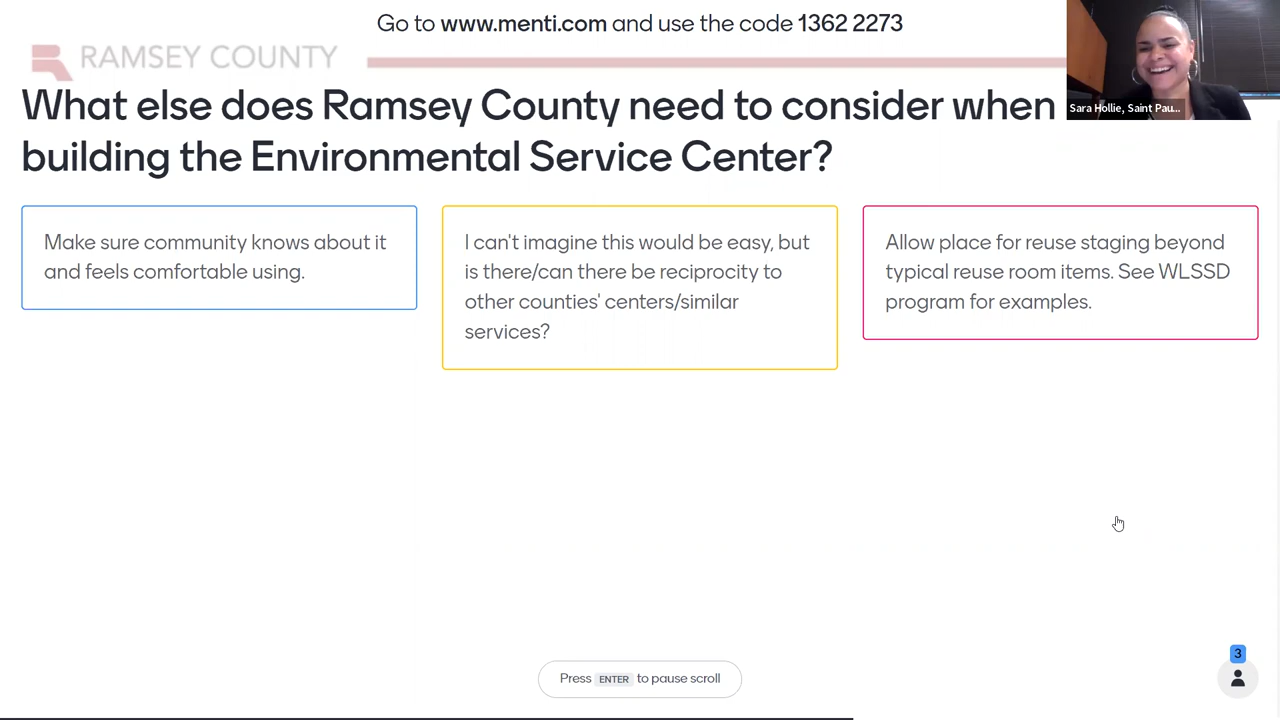 Go to www.menti.com and use the code 1362 2273
RAMSEY COUNTY
What else does Ramsey County need to consider when
building the Environmental Service Center?
Sara Hollie, Saint Pau...
Make sure community knows about it
and feels comfortable using.
I can't imagine this would be easy, but
is there/can there be reciprocity to
other counties' centers/similar
services?
Allow place for reuse staging beyond
typical reuse room items. See WLSSD
program for examples.
Press ENTER to pause scroll
3